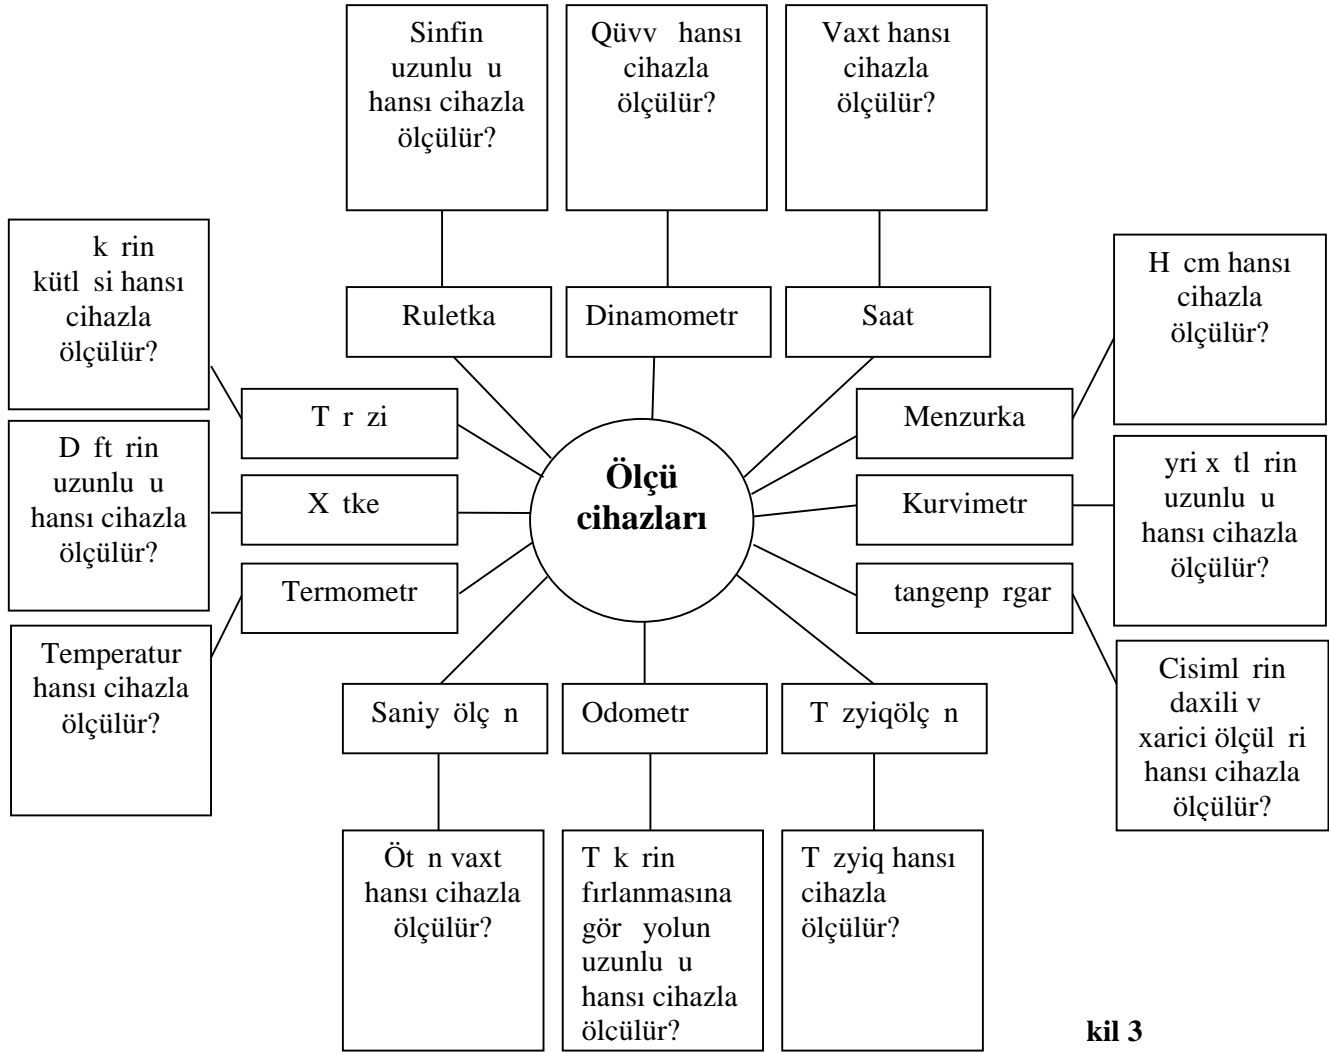 Sinfin
uzunlu u
hansı cihazla
ölçülür?
Qüvv hansı
cihazla
ölçülür?
Vaxt hansı
cihazla
ölçülür?
k rin
kütl si hansı
cihazla
ölçülür?
H cm hansı
cihazla
ölçülür?
Ruletka
Dinamometr
Saat
T r zi
Menzurka
D ft rin
uzunlu u
hansı cihazla
ölçülür?
X tke
Ölçü
cihazları
Kurvimetr
yri x tl rin
uzunlu u
hansı cihazla
ölçülür?
Termometr
tangenp rgar
Temperatur
hansı cihazla
ölçülür?
Cisiml rin
daxili v
xarici ölçül ri
hansı cihazla
ölçülür?
Saniy ölç n
Odometr
T zyiqölç n
Öt n vaxt
hansı cihazla
ölçülür?
T k rin
fırlanmasına
gör yolun
uzunlu u
hansı cihazla
ölcülür?
T zyiq hansı
cihazla
ölçülür?
kil 3